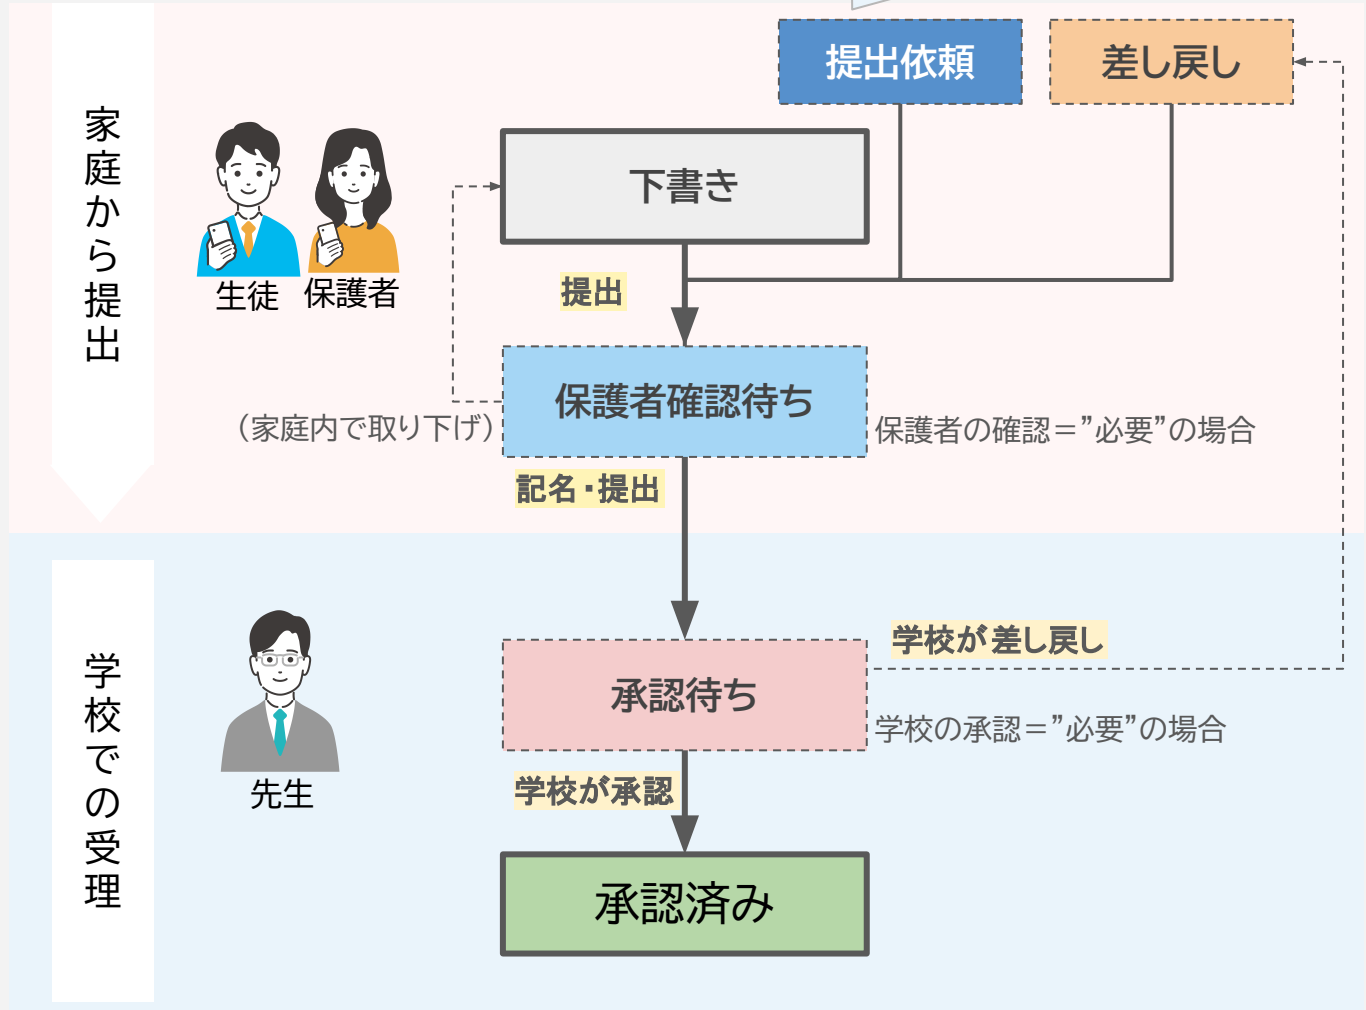 家庭から提出
提出依頼
差し戻し
下書き
生徒
保護者
提出
保護者確認待ち
（家庭内で取り下げ）
保護者の確認＝”必要”の場合
記名・提出
学校での受理
先生
学校が差し戻し
承認待ち
学校の承認＝”必要”の場合
学校が承認
承認済み